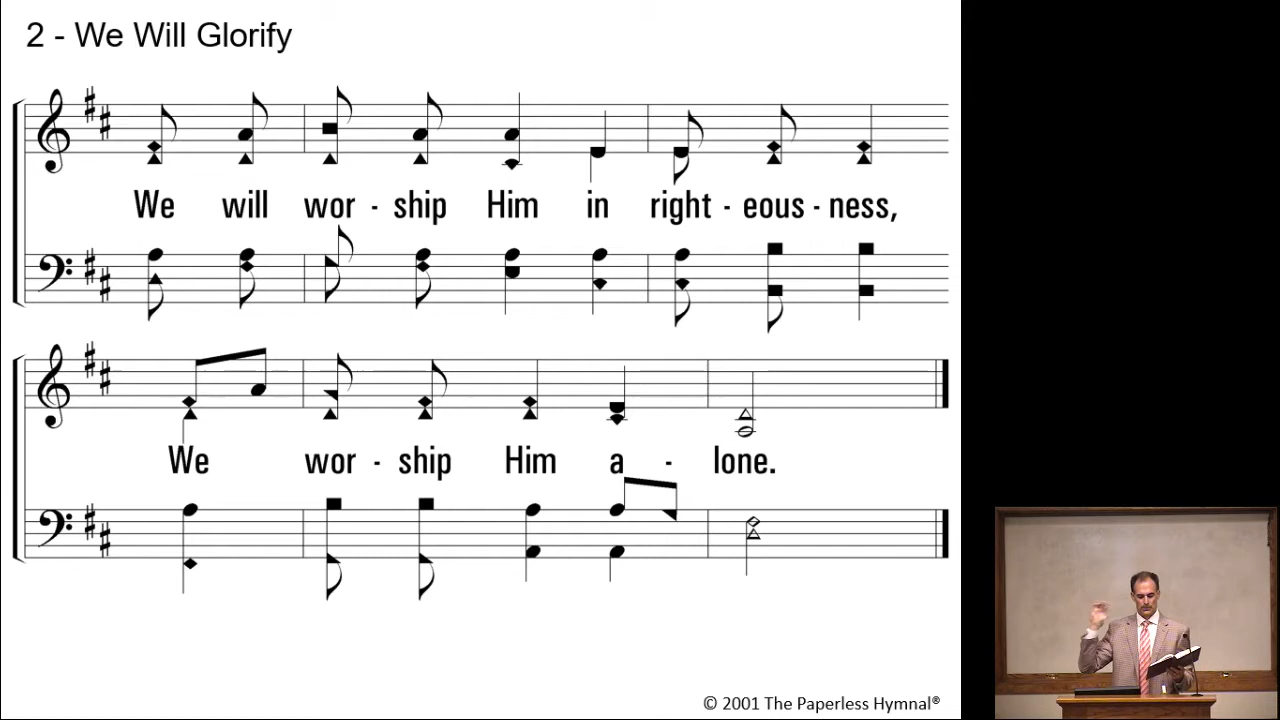 2 - We Will Glorify
We will wor - ship Him in right - eous - ness,
We wor - ship Him a - lone.
© 2001 The Paperless Hymnal®